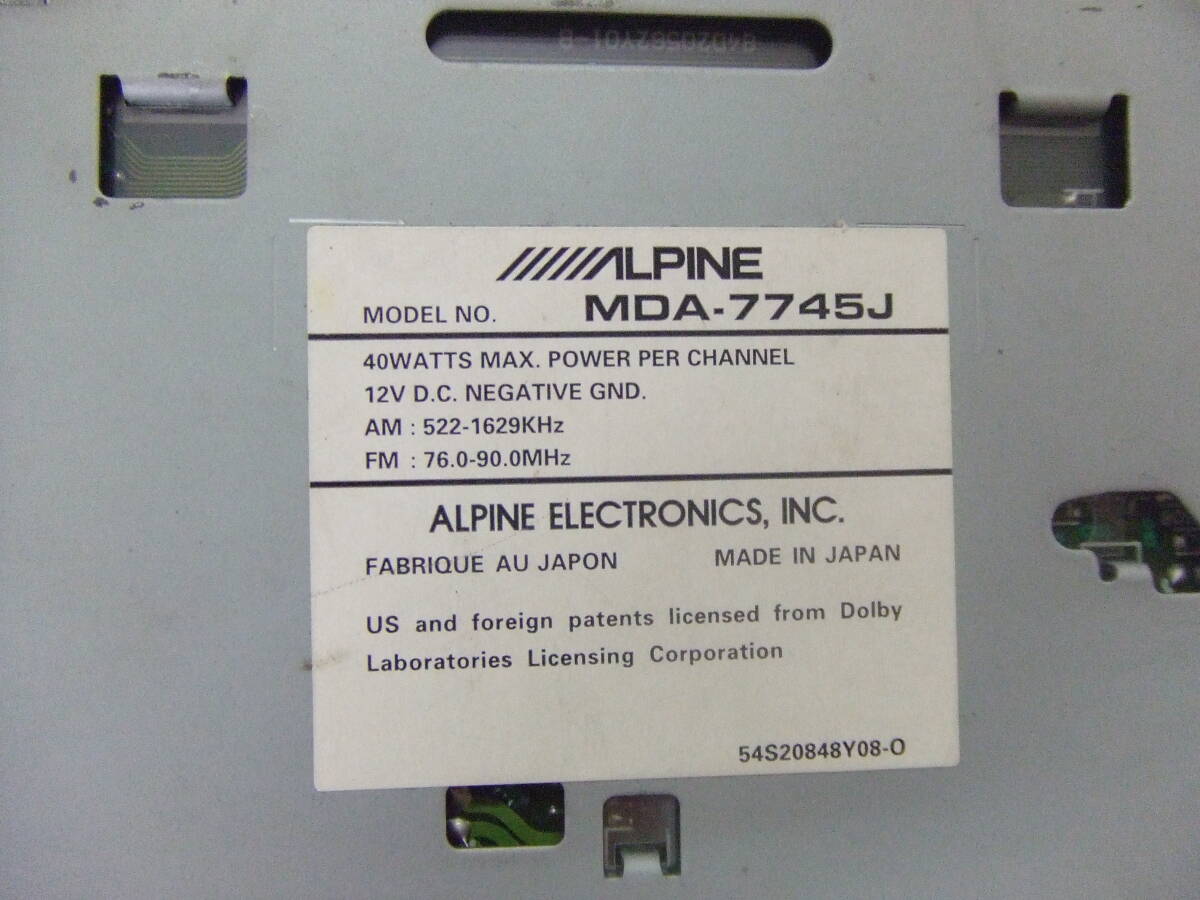 84D20562Y01-B
ALPINE
MODEL NO. MDA-7745J
40WATTS MAX. POWER PER CHANNEL
12V D.C. NEGATIVE GND.
AM : 522-1629KHz
FM : 76.0-90.0MHz
ALPINE ELECTRONICS, INC.
FABRIQUE AU JAPON MADE IN JAPAN
US and foreign patents licensed from Dolby
Laboratories Licensing Corporation
54S20848Y08-O